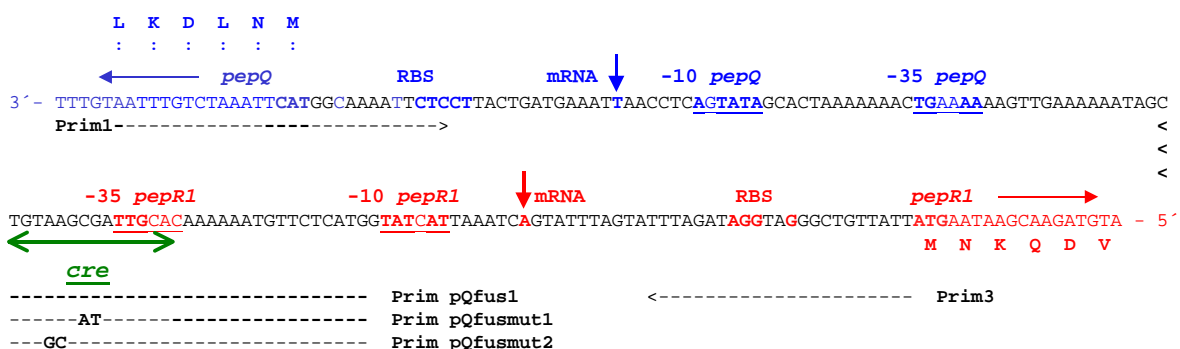 L K D L N M
: : : : : :
pepQ RBS mRNA -10 pepQ -35 pepQ
3´- TTTGTAATTTGTCTAAATTCATGGCAAAATTCTCCTTACTGATGAAATTAACCTCAGTATAGCACTAAAAAAACTGAAAAAAGTTGAAAAAATAGC
Prim1---------------------------->
<
<
<
-35 pepR1 -10 pepR1 mRNA RBS pepR1
TGTAAGCGATTGCACAAAAAATGTTCTCATGGTATCATTAAATCAGTATTTAGTATTTAGATAGGTAGGGCTGTTATTATGAATAAGCAAGATGTA - 5´
M N K Q D V
cre
------------------------------- Prim pQfus1 <---------------------- Prim3
------AT----------------------- Prim pQfusmut1
---GC-------------------------- Prim pQfusmut2